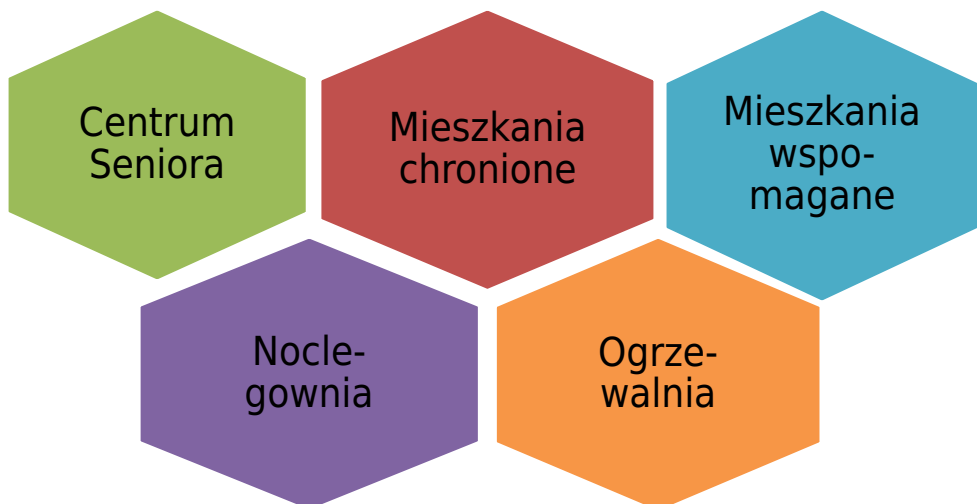 Centrum
Seniora
Mieszkania
chronione
Mieszkania
wspo-
magane
Nocle-
gownia
Ogrze-
walnia